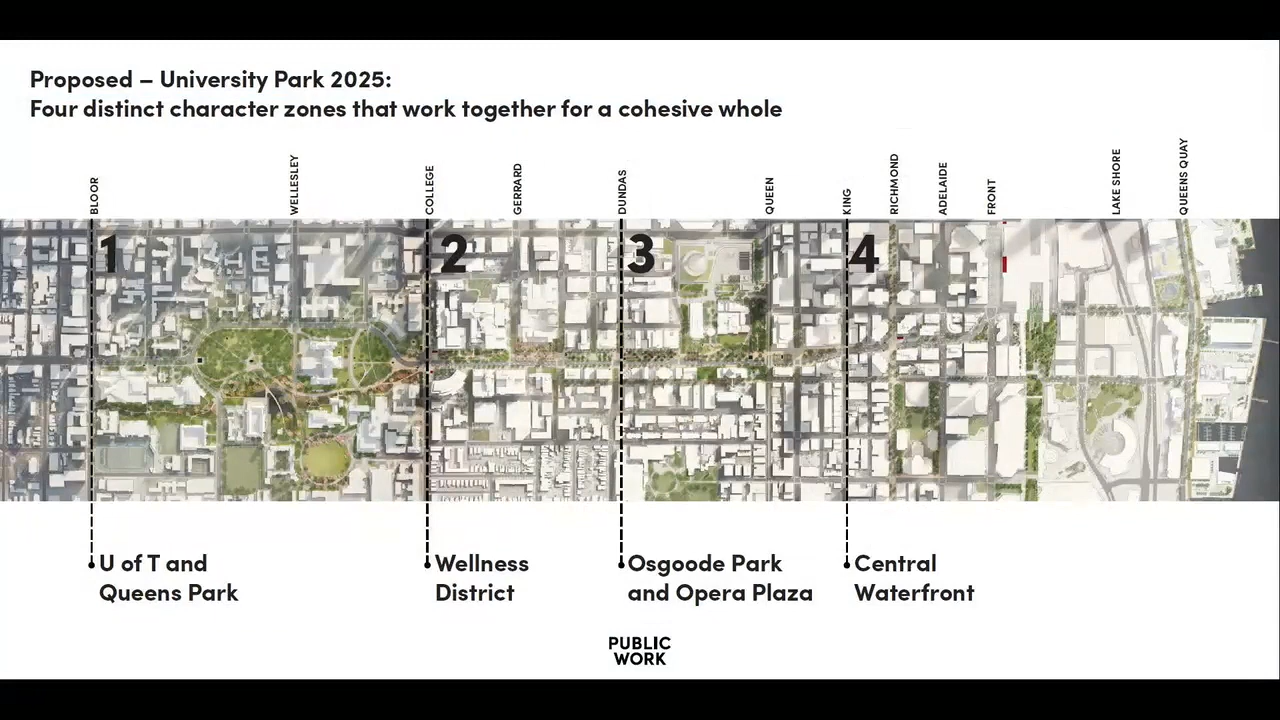 Proposed – University Park 2025:
Four distinct character zones that work together for a cohesive whole
BLOOR
WELLESLEY
COLLEGE
GERRARD
DUNDAS
QUEEN
KING
RICHMOND
ADELAIDE
FRONT
LAKE SHORE
QUEENS QUAY
1
2
3
4
U of T and
Queens Park
Wellness
District
Osgoode Park
and Opera Plaza
Central
Waterfront
PUBLIC
WORK